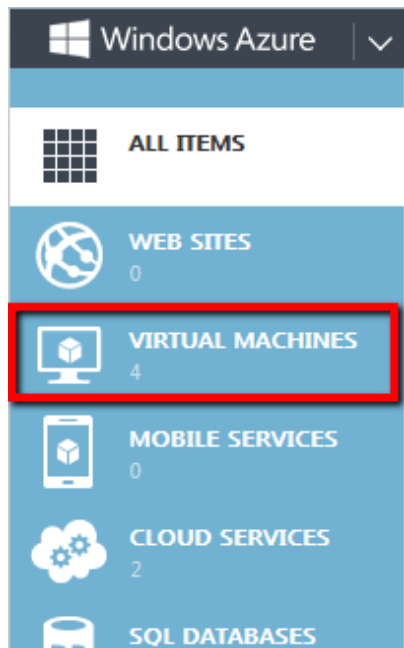 Windows Azure
ALL ITEMS
WEB SITES
0
VIRTUAL MACHINES
4
MOBILE SERVICES
0
CLOUD SERVICES
2
SQL DATABASES